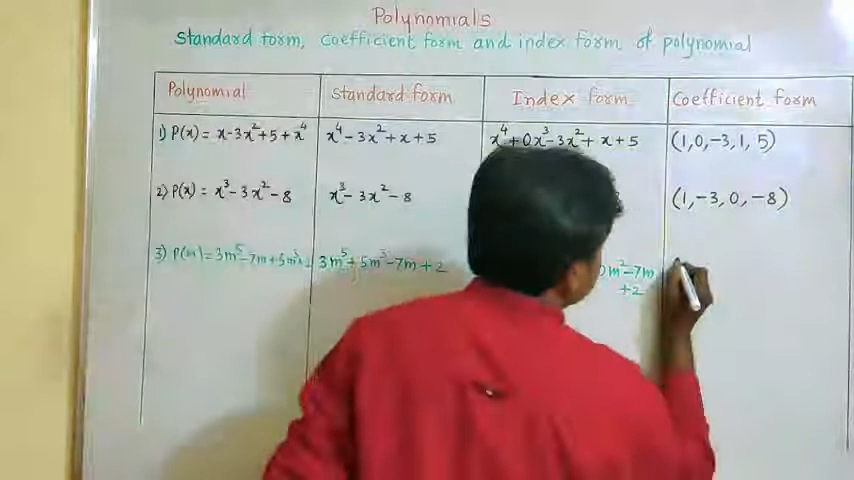 Polynomials
Standard form, coefficient form and index form of polynomial
Polynomial Standard form Index form Coefficient form
1) P(x) = x-3x²+5+x⁴ x⁴-3x²+x+5 x⁴+0x³-3x²+x+5 (1,0,-3,1,5)
2) P(x) = x³-3x²-8 x³-3x²-8 (1,-3,0,-8)
3) P(m)=3m⁵-7m+5m³+2 3m⁵+5m³-7m+2 0m²-7m
+2